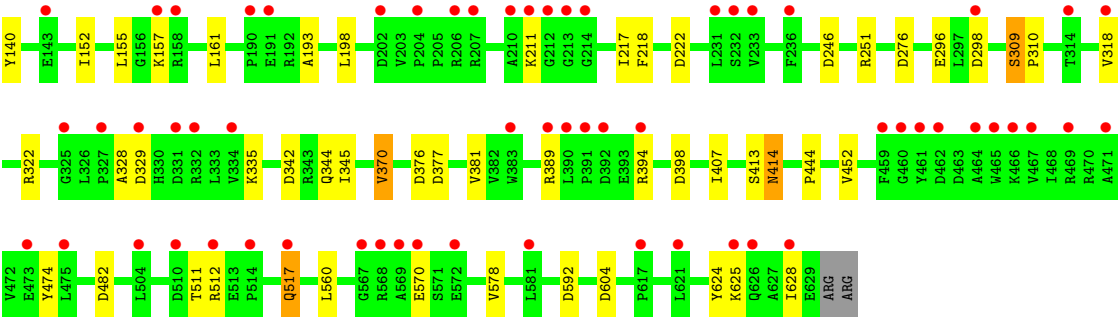 Y140 E143 I152 L155 G156 K157 R158 L161 P190 E191 R192 A193 L198 D202 V203 P204 P205 R206 R207 A210 K211 G212 G213 G214 I217 F218 D222 L231 S232 V233 F236 D246 R251 D276 E296 L297 D298 S309 P310 T314 V318
R322 G325 L326 P327 A328 D329 H330 D331 R332 L333 V334 K335 D342 R343 Q344 I345 V370 D376 D377 V381 V382 W383 R389 L390 P391 P392 E393 R394 D398 I407 S413 N414 P444 V452 F459 G460 Y461 D462 D463 A464 W465 K466 V467 I468 R469 R470 A471
V472 E473 Y474 L475 D482 L504 D510 T511 R512 E513 P514 Q517 L560 G567 R568 A569 E570 S571 E572 V578 L581 D592 D604 P617 L621 Y624 K625 Q626 A627 I628 E629 ARG ARG